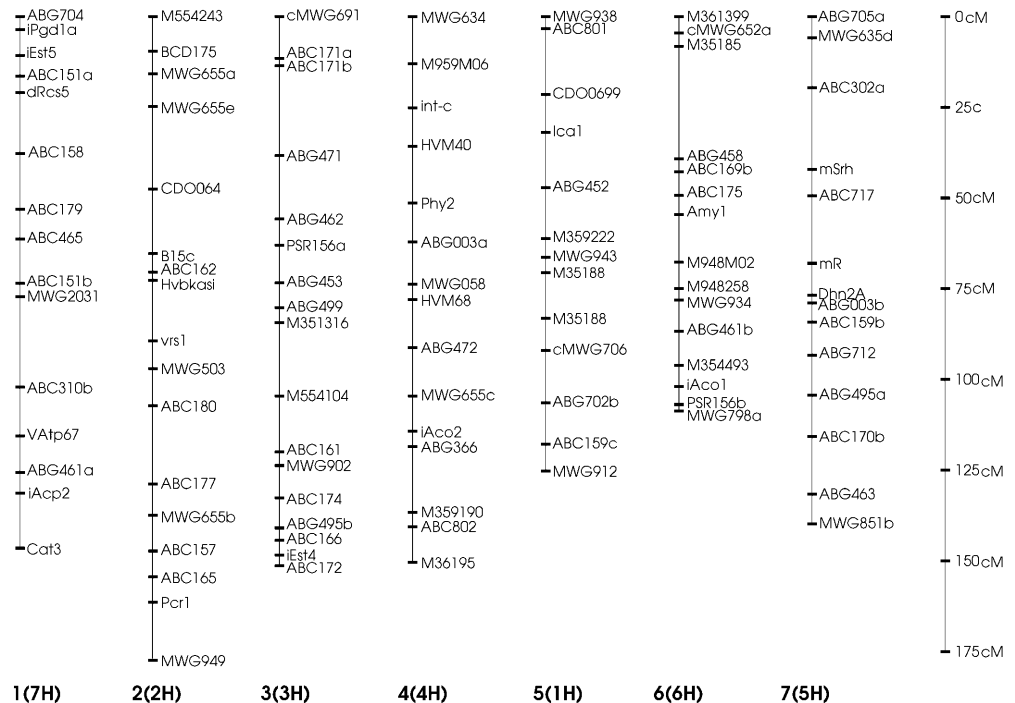 ABG704
iPgd1a
iEst5
ABC151a
dRcs5
ABC158
ABC179
ABC465
ABC151b
MWG2031
ABC310b
VAtp67
ABG461a
iAcp2
Cat3
1(7H)
M554243
BCD175
MWG655a
MWG655e
CDO064
B15c
ABC162
Hvbkasi
vrs1
MWG503
ABC180
ABC177
MWG655b
ABC157
ABC165
Pcr1
MWG949
2(2H)
cMWG691
ABC171a
ABC171b
ABG471
ABG462
PSR156a
ABG453
ABG499
M351316
M554104
ABC161
MWG902
ABC174
ABG495b
ABC166
iEst4
ABC172
3(3H)
MWG634
M959M06
int-c
HVM40
Phy2
ABG003a
MWG058
HVM68
ABG472
MWG655c
iAco2
ABG366
M359190
ABC802
M36195
4(4H)
MWG938
ABC801
CDO0699
Ica1
ABG452
M359222
MWG943
M35188
M35188
cMWG706
ABG702b
ABC159c
MWG912
5(1H)
M361399
cMWG652a
M35185
ABG458
ABC169b
ABC175
Amy1
M948M02
M948258
MWG934
ABG461b
M354493
iAco1
PSR156b
MWG798a
6(6H)
ABG705a
MWG635d
ABC302a
mSrh
ABC717
mR
Dhn2A
ABG003b
ABC159b
ABG712
ABG495a
ABC170b
ABG463
MWG851b
7(5H)
0cM
25c
50cM
75cM
100cM
125cM
150cM
175cM